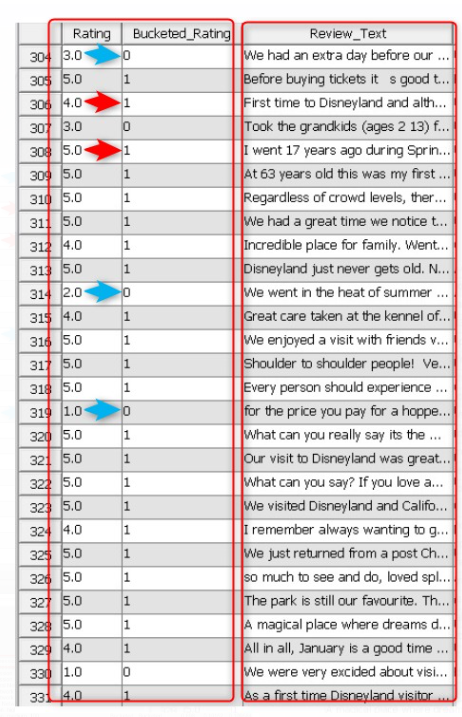 Rating Bucketed_Rating Review_Text
304 3.0 0 We had an extra day before our ...
305 5.0 1 Before buying tickets it s good t...
306 4.0 1 First time to Disneyland and alth...
307 3.0 0 Took the grandkids (ages 2 13) f...
308 5.0 1 I went 17 years ago during Sprin...
309 5.0 1 At 63 years old this was my first ...
310 5.0 1 Regardless of crowd levels, ther...
311 5.0 1 We had a great time we notice t...
312 4.0 1 Incredible place for family. Went...
313 5.0 1 Disneyland just never gets old. N...
314 2.0 0 We went in the heat of summer ...
315 4.0 1 Great care taken at the kennel of...
316 5.0 1 We enjoyed a visit with friends v...
317 5.0 1 Shoulder to shoulder people! Ve...
318 5.0 1 Every person should experience ...
319 1.0 0 for the price you pay for a hoppe...
320 5.0 1 What can you really say its the ...
321 5.0 1 Our visit to Disneyland was great...
322 5.0 1 What can you say? If you love a...
323 5.0 1 We visited Disneyland and Califo...
324 4.0 1 I remember always wanting to g...
325 5.0 1 We just returned from a post Ch...
326 5.0 1 so much to see and do, loved spl...
327 5.0 1 The park is still our favourite. Th...
328 5.0 1 A magical place where dreams d...
329 4.0 1 All in all, January is a good time ...
330 1.0 0 We were very excided about visi...
331 4.0 1 As a first time Disneyland visitor ...